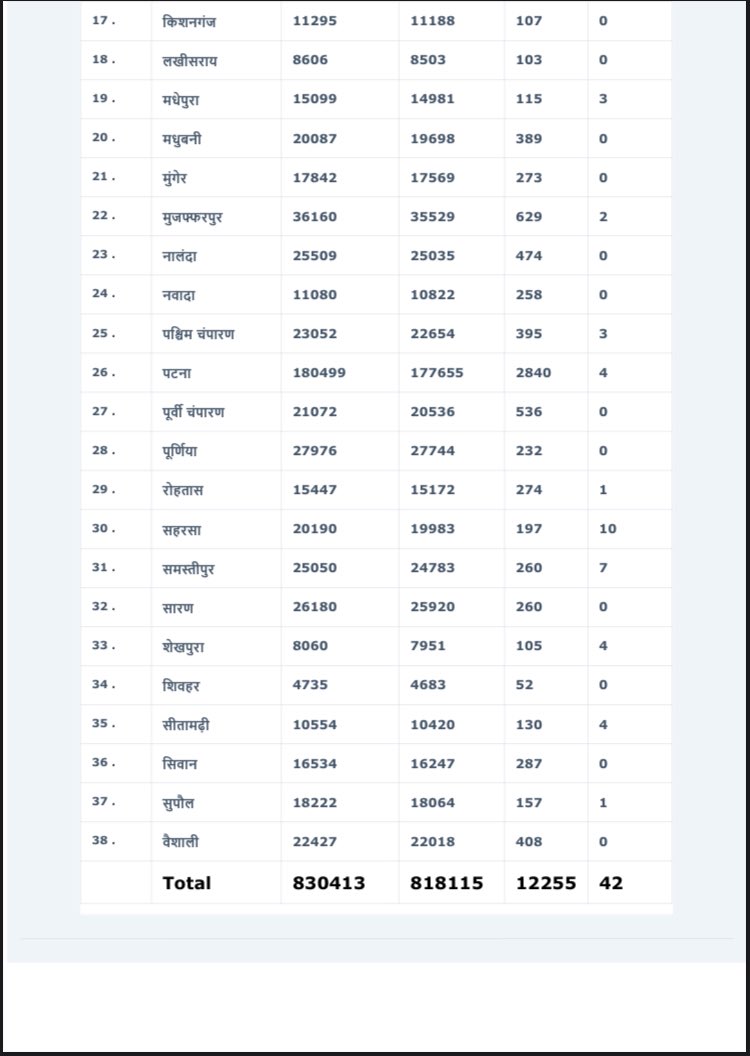 17. किशनगंज 11295 11188 107 0
18. लखीसराय 8606 8503 103 0
19. मधेपुरा 15099 14981 115 3
20. मधुबनी 20087 19698 389 0
21. मुंगेर 17842 17569 273 0
22. मुजफ्फरपुर 36160 35529 629 2
23. नालंदा 25509 25035 474 0
24. नवादा 11080 10822 258 0
25. पश्चिम चंपारण 23052 22654 395 3
26. पटना 180499 177655 2840 4
27. पूर्वी चंपारण 21072 20536 536 0
28. पूर्णिया 27976 27744 232 0
29. रोहतास 15447 15172 274 1
30. सहरसा 20190 19983 197 10
31. समस्तीपुर 25050 24783 260 7
32. सारण 26180 25920 260 0
33. शेखपुरा 8060 7951 105 4
34. शिवहर 4735 4683 52 0
35. सीतामढ़ी 10554 10420 130 4
36. सिवान 16534 16247 287 0
37. सुपौल 18222 18064 157 1
38. वैशाली 22427 22018 408 0
Total 830413 818115 12255 42